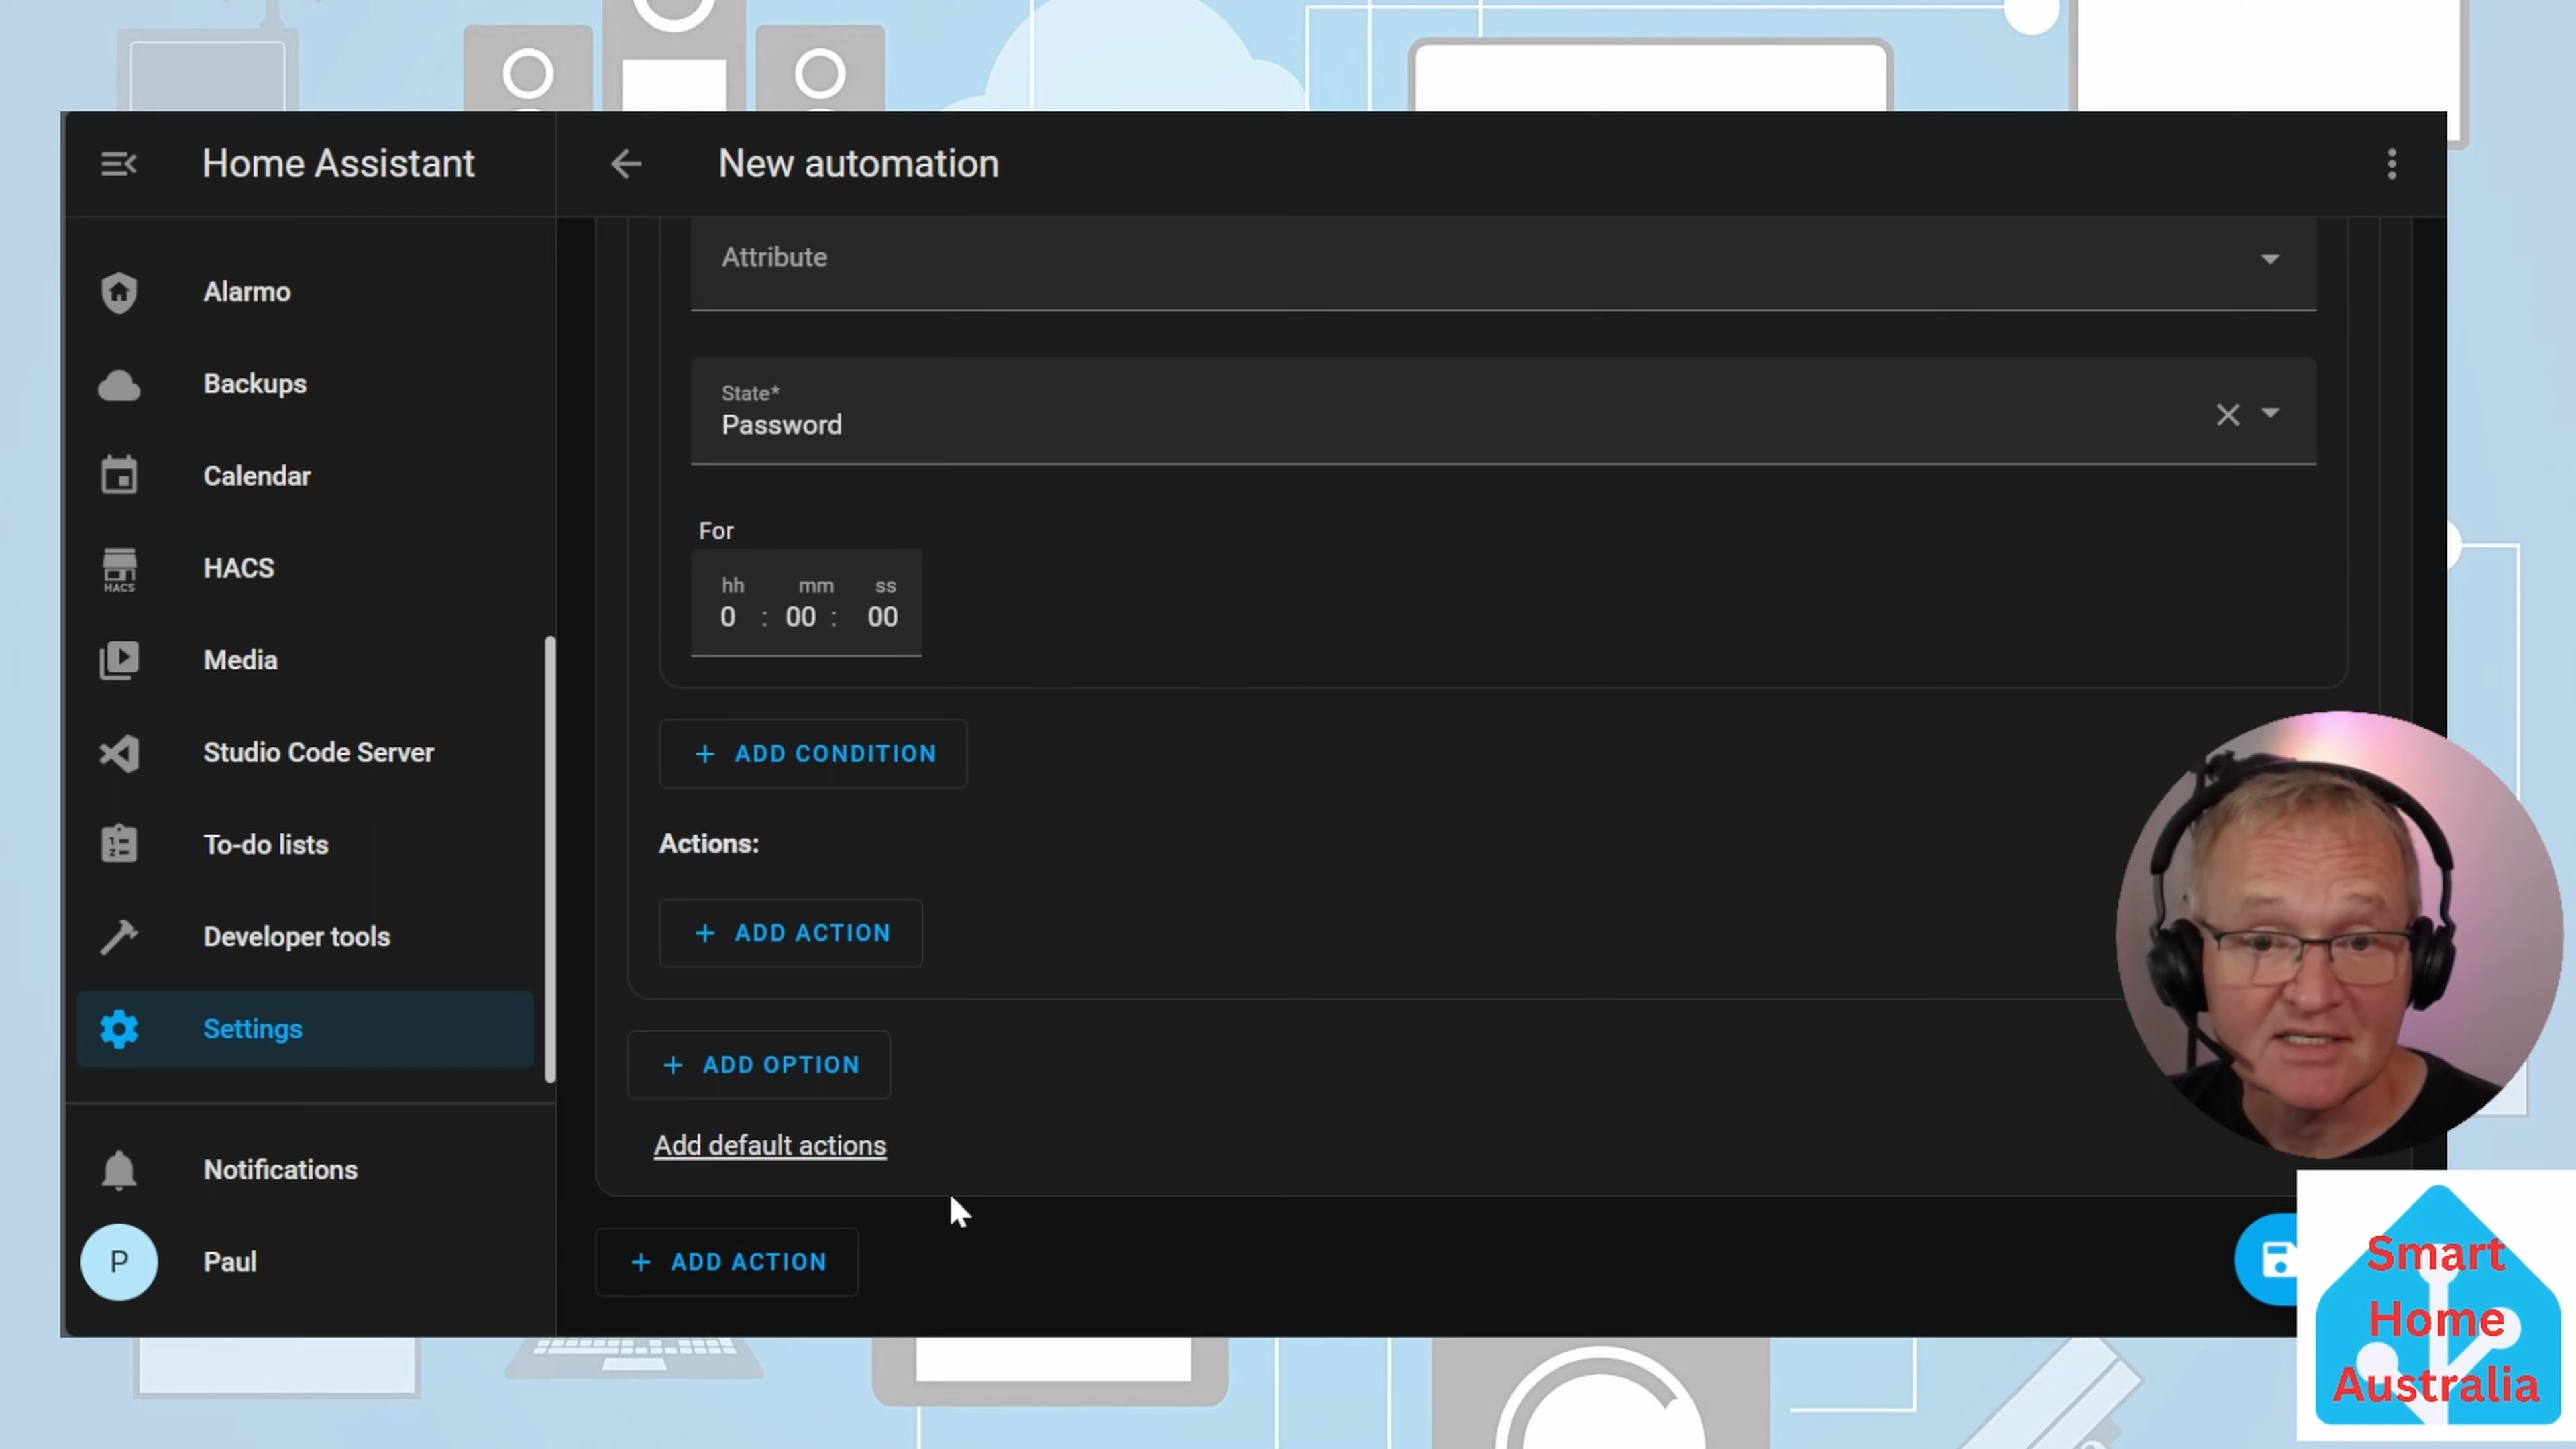 Home Assistant
New automation
Alarmo
Backups
Calendar
HACS
HACS
Media
Studio Code Server
To-do lists
Developer tools
Settings
Notifications
P
Paul
Attribute
State*
Password
For
hh mm ss
0 : 00 : 00
+ ADD CONDITION
Actions:
+ ADD ACTION
+ ADD OPTION
Add default actions
+ ADD ACTION
Smart
Home
Australia